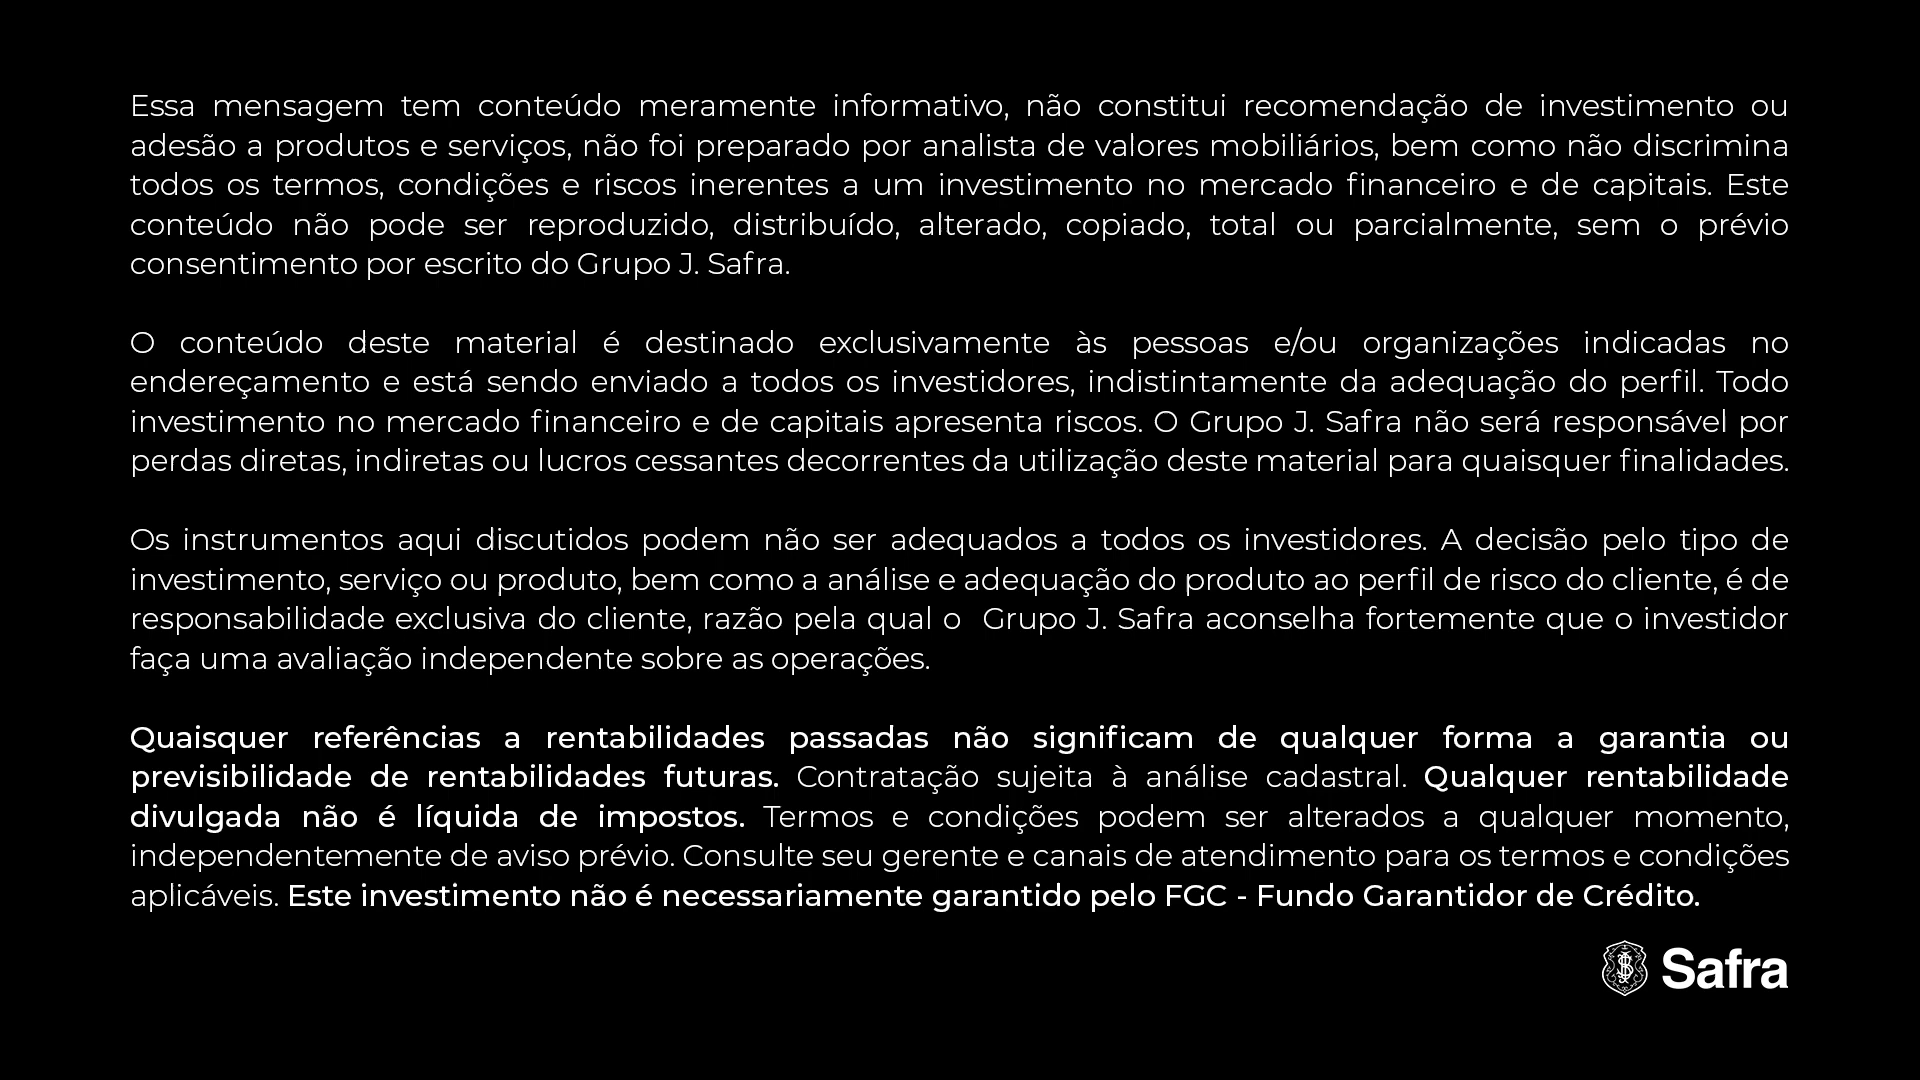 Essa mensagem tem conteúdo meramente informativo, não constitui recomendação de investimento ou
adesão a produtos e serviços, não foi preparado por analista de valores mobiliários, bem como não discrimina
todos os termos, condições e riscos inerentes a um investimento no mercado financeiro e de capitais. Este
conteúdo não pode ser reproduzido, distribuído, alterado, copiado, total ou parcialmente, sem o prévio
consentimento por escrito do Grupo J. Safra.
O conteúdo deste material é destinado exclusivamente às pessoas e/ou organizações indicadas no
endereçamento e está sendo enviado a todos os investidores, indistintamente da adequação do perfil. Todo
investimento no mercado financeiro e de capitais apresenta riscos. O Grupo J. Safra não será responsável por
perdas diretas, indiretas ou lucros cessantes decorrentes da utilização deste material para quaisquer finalidades.
Os instrumentos aqui discutidos podem não ser adequados a todos os investidores. A decisão pelo tipo de
investimento, serviço ou produto, bem como a análise e adequação do produto ao perfil de risco do cliente, é de
responsabilidade exclusiva do cliente, razão pela qual o  Grupo J. Safra aconselha fortemente que o investidor
faça uma avaliação independente sobre as operações.
Quaisquer referências a rentabilidades passadas não significam de qualquer forma a garantia ou
previsibilidade de rentabilidades futuras. Contratação sujeita à análise cadastral. Qualquer rentabilidade
divulgada não é líquida de impostos. Termos e condições podem ser alterados a qualquer momento,
independentemente de aviso prévio. Consulte seu gerente e canais de atendimento para os termos e condições
aplicáveis. Este investimento não é necessariamente garantido pelo FGC - Fundo Garantidor de Crédito.
Safra